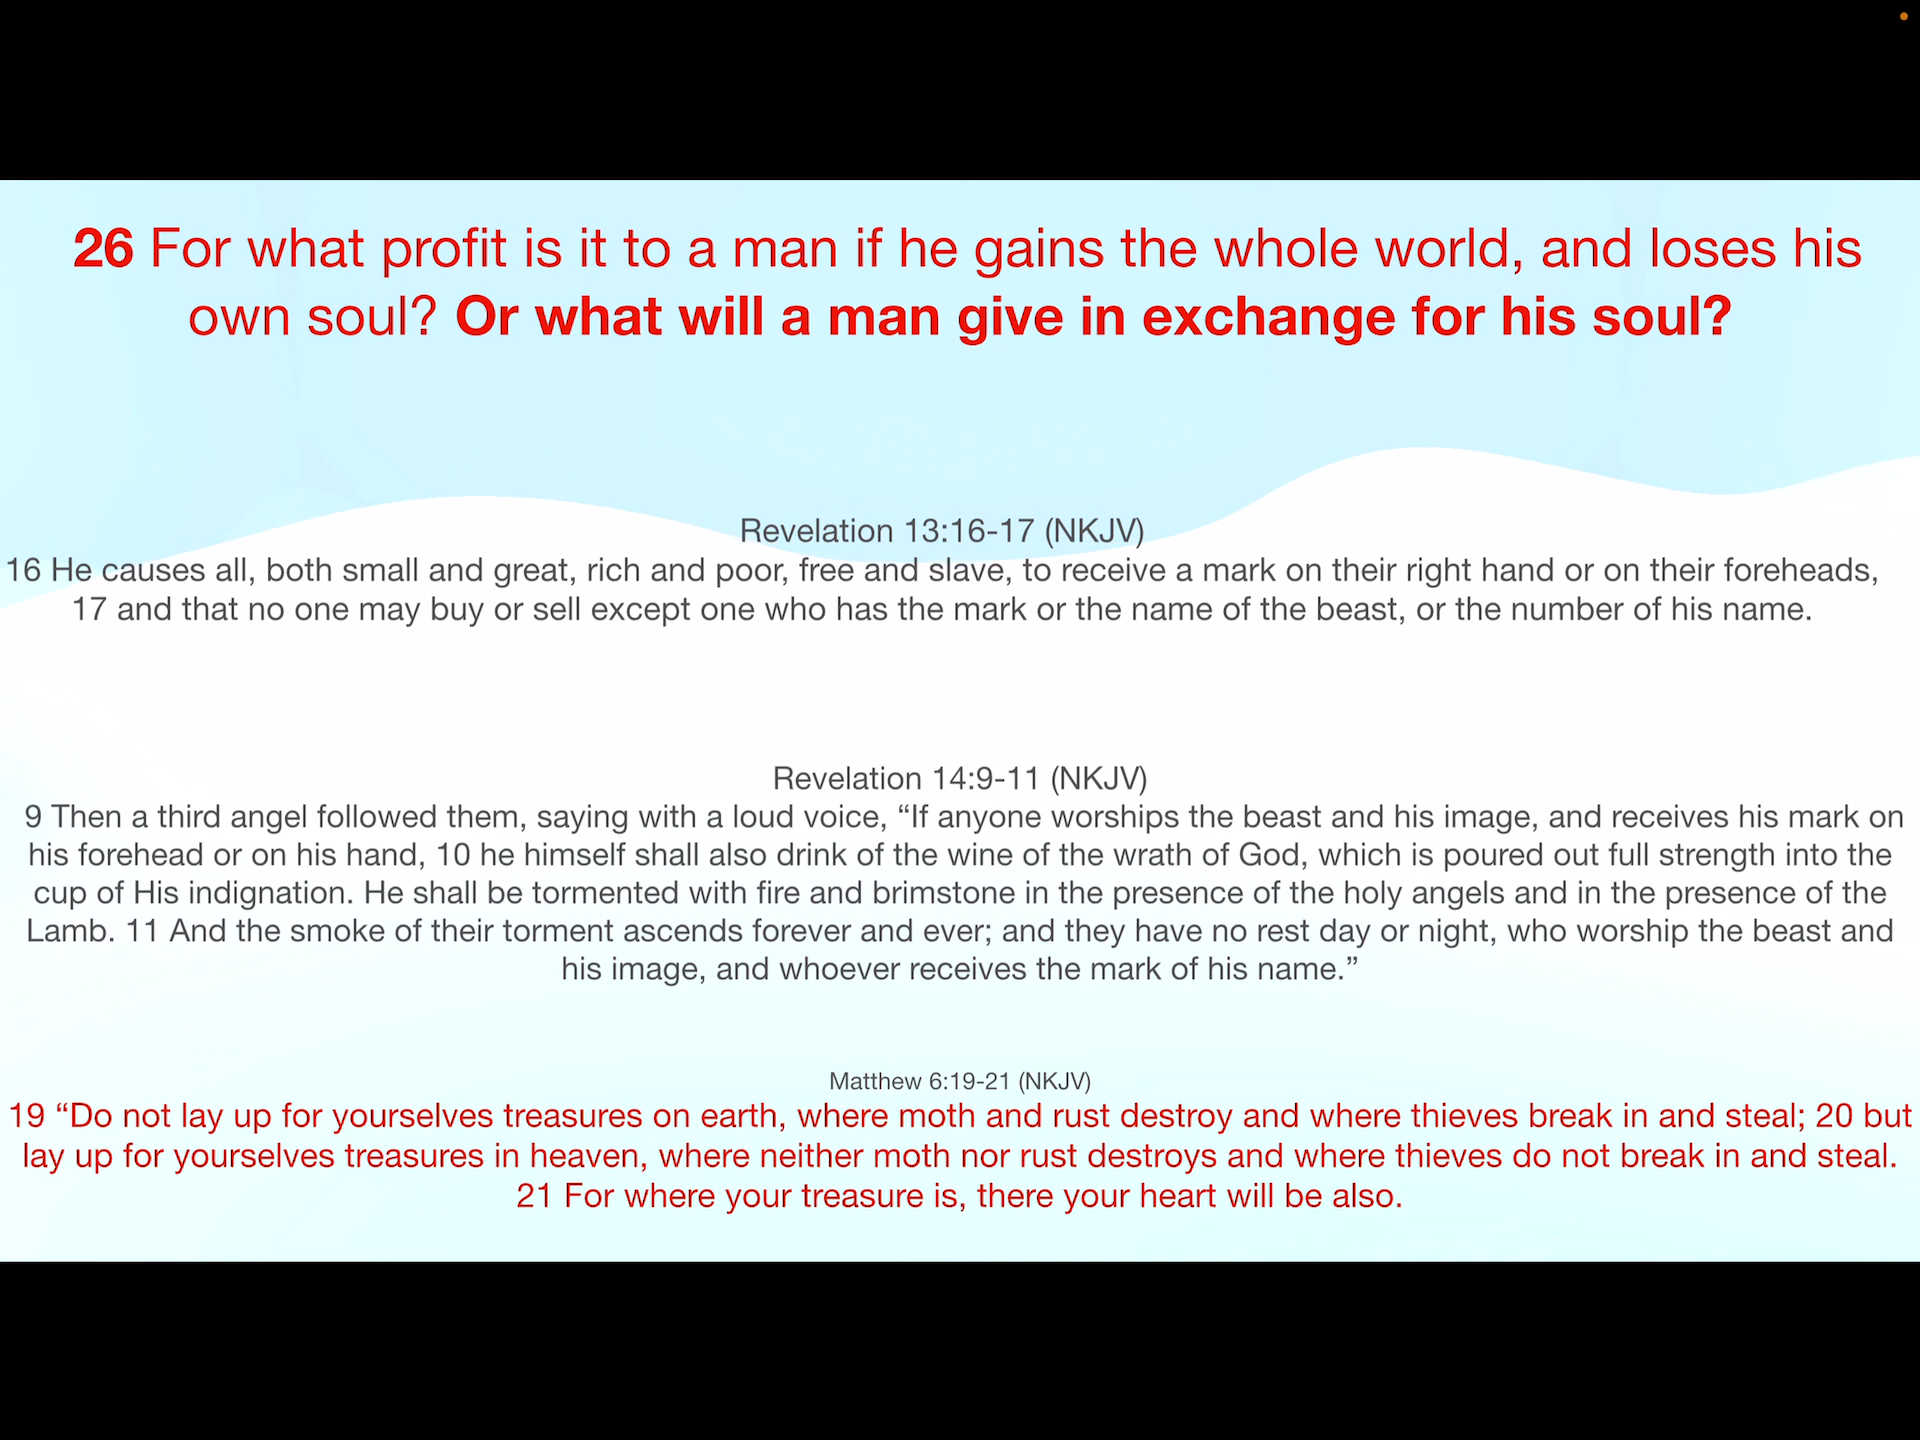 26 For what profit is it to a man if he gains the whole world, and loses his
own soul? Or what will a man give in exchange for his soul?
Revelation 13:16-17 (NKJV)
16 He causes all, both small and great, rich and poor, free and slave, to receive a mark on their right hand or on their foreheads,
17 and that no one may buy or sell except one who has the mark or the name of the beast, or the number of his name.
Revelation 14:9-11 (NKJV)
9 Then a third angel followed them, saying with a loud voice, “If anyone worships the beast and his image, and receives his mark on
his forehead or on his hand, 10 he himself shall also drink of the wine of the wrath of God, which is poured out full strength into the
cup of His indignation. He shall be tormented with fire and brimstone in the presence of the holy angels and in the presence of the
Lamb. 11 And the smoke of their torment ascends forever and ever; and they have no rest day or night, who worship the beast and
his image, and whoever receives the mark of his name.”
Matthew 6:19-21 (NKJV)
19 “Do not lay up for yourselves treasures on earth, where moth and rust destroy and where thieves break in and steal; 20 but
lay up for yourselves treasures in heaven, where neither moth nor rust destroys and where thieves do not break in and steal.
21 For where your treasure is, there your heart will be also.